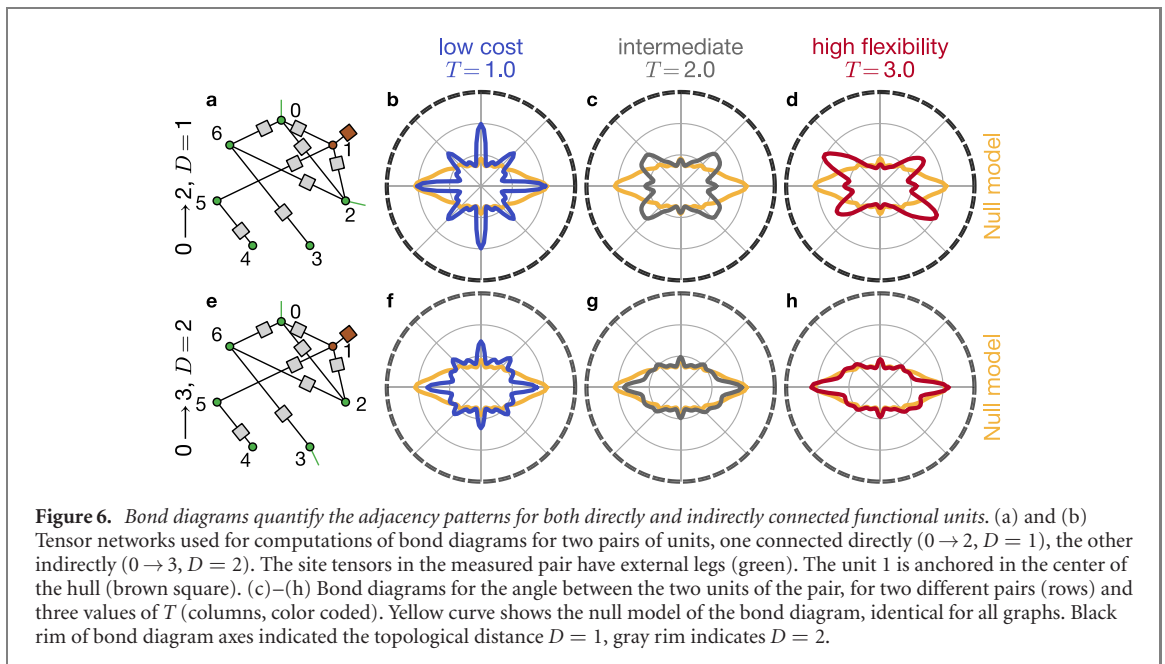 low cost
T = 1.0
intermediate
T = 2.0
high flexibility
T = 3.0
a
b
c
d
0 → 2, D = 1
0
6
1
5
2
4
3
Null model
e
f
g
h
0 → 3, D = 2
0
6
1
5
2
4
3
Null model
Figure 6. Bond diagrams quantify the adjacency patterns for both directly and indirectly connected functional units. (a) and (b)
Tensor networks used for computations of bond diagrams for two pairs of units, one connected directly (0 → 2, D = 1), the other
indirectly (0 → 3, D = 2). The site tensors in the measured pair have external legs (green). The unit 1 is anchored in the center of
the hull (brown square). (c)–(h) Bond diagrams for the angle between the two units of the pair, for two different pairs (rows) and
three values of T (columns, color coded). Yellow curve shows the null model of the bond diagram, identical for all graphs. Black
rim of bond diagram axes indicated the topological distance D = 1, gray rim indicates D = 2.